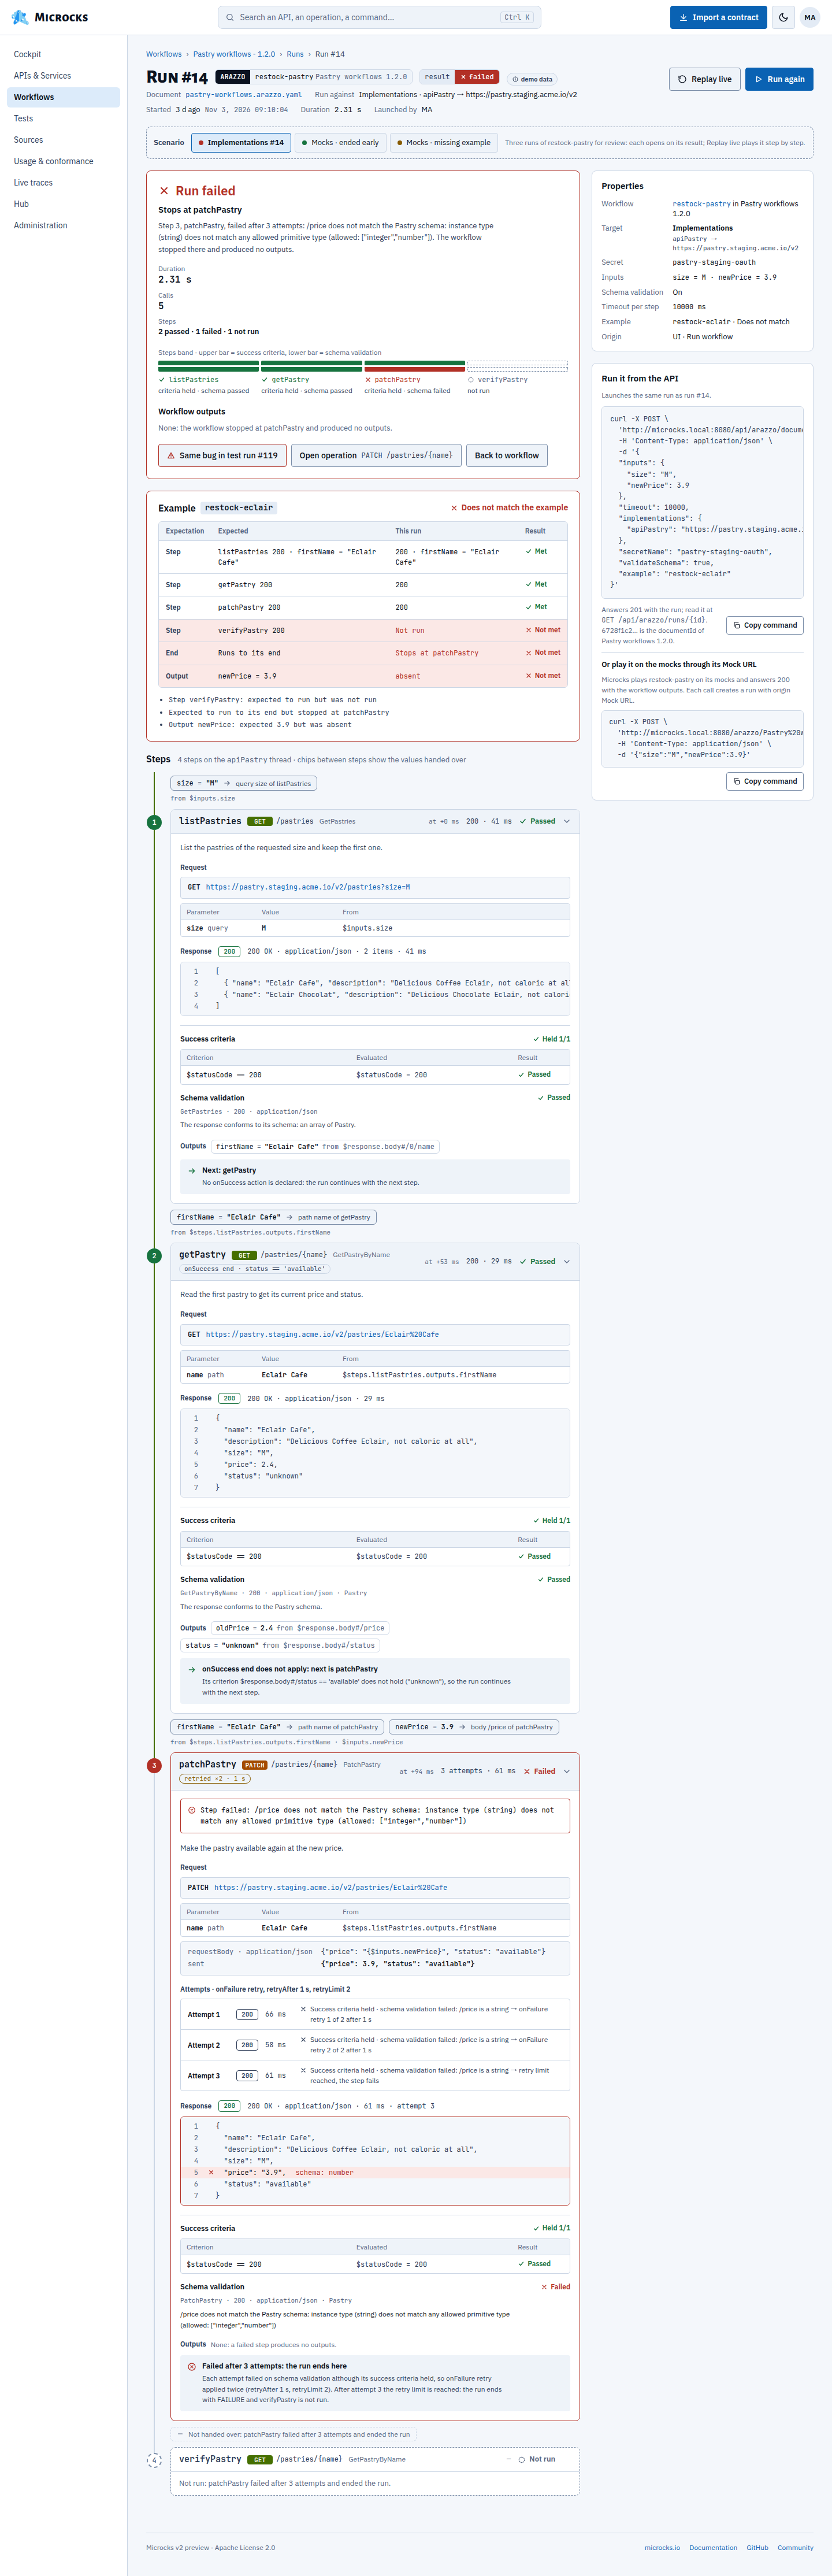 Microcks
Search an API, an operation, a command...
Ctrl K
Import a contract
MA
Cockpit
APIs & Services
Workflows
Tests
Sources
Usage & conformance
Live traces
Hub
Administration
Workflows › Pastry workflows - 1.2.0 › Runs › Run #14
Run #14 ARAZZO restock-pastry Pastry workflows 1.2.0 result × failed demo data
Replay live
Run again
Document pastry-workflows.arazzo.yaml Run against Implementations · apiPastry → https://pastry.staging.acme.io/v2
Started 3 d ago Nov 3, 2026 09:10:04 Duration 2.31 s Launched by MA
Scenario Implementations #14 Mocks · ended early Mocks · missing example Three runs of restock-pastry for review: each opens on its result; Replay live plays it step by step.
Run failed
Stops at patchPastry
Step 3, patchPastry, failed after 3 attempts: /price does not match the Pastry schema: instance type
(string) does not match any allowed primitive type (allowed: ["integer","number"]). The workflow
stopped there and produced no outputs.
Duration
2.31 s
Calls
5
Steps
2 passed · 1 failed · 1 not run
Steps band · upper bar = success criteria, lower bar = schema validation
listPastries
criteria held · schema passed
getPastry
criteria held · schema passed
patchPastry
criteria held · schema failed
verifyPastry
not run
Workflow outputs
None: the workflow stopped at patchPastry and produced no outputs.
Same bug in test run #119
Open operation PATCH /pastries/{name}
Back to workflow
Properties
Workflow restock-pastry in Pastry workflows
1.2.0
Target Implementations
apiPastry →
https://pastry.staging.acme.io/v2
Secret pastry-staging-oauth
Inputs size = M · newPrice = 3.9
Schema validation On
Timeout per step 10000 ms
Example restock-eclair · Does not match
Origin UI · Run workflow
Run it from the API
Launches the same run as run #14.
curl -X POST \
'http://microcks.local:8080/api/arazzo/docume
-H 'Content-Type: application/json' \
-d '{
"inputs": {
"size": "M",
"newPrice": 3.9
},
"timeout": 10000,
"implementations": {
"apiPastry": "https://pastry.staging.acme.i
},
"secretName": "pastry-staging-oauth",
"validateSchema": true,
"example": "restock-eclair"
}'
Answers 201 with the run; read it at
GET /api/arazzo/runs/{id}.
6728f1c2… is the documentId of
Pastry workflows 1.2.0.
Copy command
Or play it on the mocks through its Mock URL
Microcks plays restock-pastry on its mocks and answers 200
with the workflow outputs. Each call creates a run with origin
Mock URL.
curl -X POST \
'http://microcks.local:8080/arazzo/Pastry%20w
-H 'Content-Type: application/json' \
-d '{"size":"M","newPrice":3.9}'
Copy command
Example restock-eclair
Does not match the example
Expectation Expected This run Result
Step listPastries 200 · firstName = "Eclair
Cafe" 200 · firstName = "Eclair
Cafe" Met
Step getPastry 200 200 Met
Step patchPastry 200 200 Met
Step verifyPastry 200 Not run Not met
End Runs to its end Stops at patchPastry Not met
Output newPrice = 3.9 absent Not met
• Step verifyPastry: expected to run but was not run
• Expected to run to its end but stopped at patchPastry
• Output newPrice: expected 3.9 but was absent
Steps 4 steps on the apiPastry thread · chips between steps show the values handed over
size = "M" → query size of listPastries
from $inputs.size
1
listPastries GET /pastries GetPastries at +0 ms 200 · 41 ms Passed
List the pastries of the requested size and keep the first one.
Request
GET https://pastry.staging.acme.io/v2/pastries?size=M
Parameter Value From
size query M $inputs.size
Response 200 200 OK · application/json · 2 items · 41 ms
1 [
2 { "name": "Eclair Cafe", "description": "Delicious Coffee Eclair, not caloric at al
3 { "name": "Eclair Chocolat", "description": "Delicious Chocolate Eclair, not calori
4 ]
Success criteria Held 1/1
Criterion Evaluated Result
$statusCode == 200 $statusCode = 200 Passed
Schema validation Passed
GetPastries · 200 · application/json
The response conforms to its schema: an array of Pastry.
Outputs firstName = "Eclair Cafe" from $response.body#/0/name
Next: getPastry
No onSuccess action is declared: the run continues with the next step.
firstName = "Eclair Cafe" → path name of getPastry
from $steps.listPastries.outputs.firstName
2
getPastry GET /pastries/{name} GetPastryByName at +53 ms 200 · 29 ms Passed
onSuccess end · status == 'available'
Read the first pastry to get its current price and status.
Request
GET https://pastry.staging.acme.io/v2/pastries/Eclair%20Cafe
Parameter Value From
name path Eclair Cafe $steps.listPastries.outputs.firstName
Response 200 200 OK · application/json · 29 ms
1 {
2 "name": "Eclair Cafe",
3 "description": "Delicious Coffee Eclair, not caloric at all",
4 "size": "M",
5 "price": 2.4,
6 "status": "unknown"
7 }
Success criteria Held 1/1
Criterion Evaluated Result
$statusCode == 200 $statusCode = 200 Passed
Schema validation Passed
GetPastryByName · 200 · application/json · Pastry
The response conforms to the Pastry schema.
Outputs oldPrice = 2.4 from $response.body#/price
status = "unknown" from $response.body#/status
onSuccess end does not apply: next is patchPastry
Its criterion $response.body#/status == 'available' does not hold ("unknown"), so the run continues
with the next step.
firstName = "Eclair Cafe" → path name of patchPastry newPrice = 3.9 → body /price of patchPastry
from $steps.listPastries.outputs.firstName · $inputs.newPrice
3
patchPastry PATCH /pastries/{name} PatchPastry at +94 ms 3 attempts · 61 ms Failed
retried ×2 · 1 s
Step failed: /price does not match the Pastry schema: instance type (string) does not
match any allowed primitive type (allowed: ["integer","number"])
Make the pastry available again at the new price.
Request
PATCH https://pastry.staging.acme.io/v2/pastries/Eclair%20Cafe
Parameter Value From
name path Eclair Cafe $steps.listPastries.outputs.firstName
requestBody · application/json {"price": "{$inputs.newPrice}", "status": "available"}
sent {"price": 3.9, "status": "available"}
Attempts · onFailure retry, retryAfter 1 s, retryLimit 2
Attempt 1 200 66 ms Success criteria held · schema validation failed: /price is a string → onFailure
retry 1 of 2 after 1 s
Attempt 2 200 58 ms Success criteria held · schema validation failed: /price is a string → onFailure
retry 2 of 2 after 1 s
Attempt 3 200 61 ms Success criteria held · schema validation failed: /price is a string → retry limit
reached, the step fails
Response 200 200 OK · application/json · 61 ms · attempt 3
1 {
2 "name": "Eclair Cafe",
3 "description": "Delicious Coffee Eclair, not caloric at all",
4 "size": "M",
5 × "price": "3.9", schema: number
6 "status": "available"
7 }
Success criteria Held 1/1
Criterion Evaluated Result
$statusCode == 200 $statusCode = 200 Passed
Schema validation Failed
PatchPastry · 200 · application/json · Pastry
/price does not match the Pastry schema: instance type (string) does not match any allowed primitive type
(allowed: ["integer","number"])
Outputs None: a failed step produces no outputs.
Failed after 3 attempts: the run ends here
Each attempt failed on schema validation although its success criteria held, so onFailure retry
applied twice (retryAfter 1 s, retryLimit 2). After attempt 3 the retry limit is reached: the run ends
with FAILURE and verifyPastry is not run.
— Not handed over: patchPastry failed after 3 attempts and ended the run
4
verifyPastry GET /pastries/{name} GetPastryByName — Not run
Not run: patchPastry failed after 3 attempts and ended the run.
Microcks v2 preview · Apache License 2.0
microcks.io Documentation GitHub Community